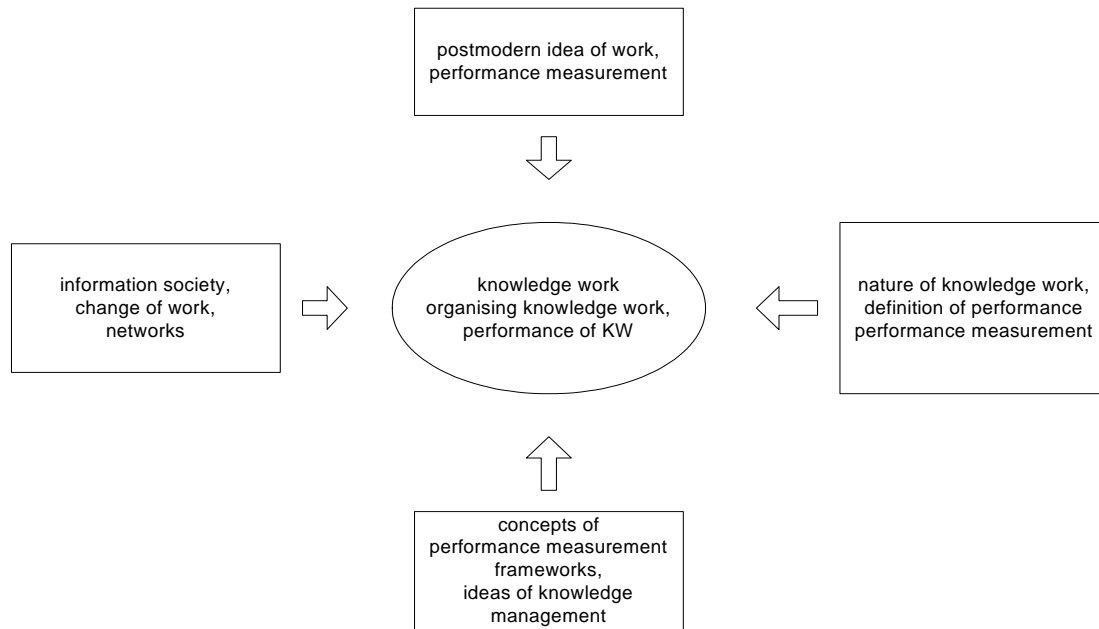 postmodern idea of work,
performance measurement
information society,
change of work,
networks
knowledge work
organising knowledge work,
performance of KW
nature of knowledge work,
definition of performance
performance measurement
concepts of
performance measurement
frameworks,
ideas of knowledge
management